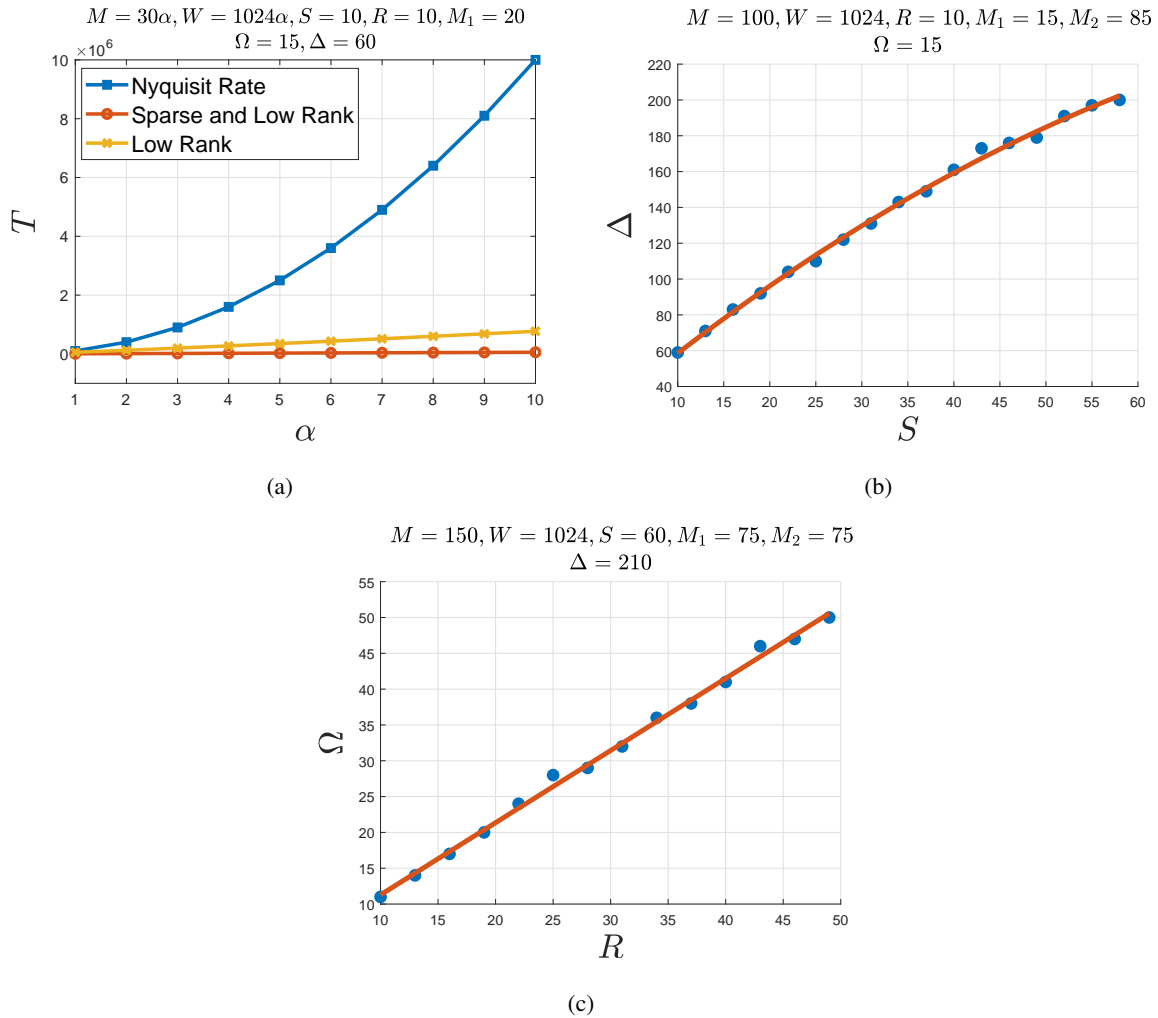 M = 30α, W = 1024α, S = 10, R = 10, M₁ = 20
Ω = 15, Δ = 60
×10⁶
10
8
6
4
2
0
T
Nyquisit Rate
Sparse and Low Rank
Low Rank
1 2 3 4 5 6 7 8 9 10
α
(a)
M = 100, W = 1024, R = 10, M₁ = 15, M₂ = 85
Ω = 15
220
200
180
160
140
120
100
80
60
40
Δ
10 15 20 25 30 35 40 45 50 55 60
S
(b)
M = 150, W = 1024, S = 60, M₁ = 75, M₂ = 75
Δ = 210
55
50
45
40
35
30
25
20
15
10
Ω
10 15 20 25 30 35 40 45 50
R
(c)